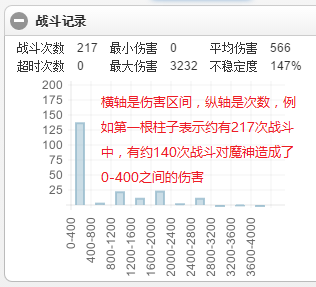 战斗记录
战斗次数 217 最小伤害 0 平均伤害 566
超时次数 0 最大伤害 3232 不稳定度 147%
200
175
150
125
100
75
50
25
横轴是伤害区间，纵轴是次数，例
如第一根柱子表示约有217次战斗
中，有约140次战斗对魔神造成了
0-400之间的伤害
0-400
400-800
800-1200
1200-1600
1600-2000
2000-2400
2400-2800
2800-3200
3200-3600
3600-4000